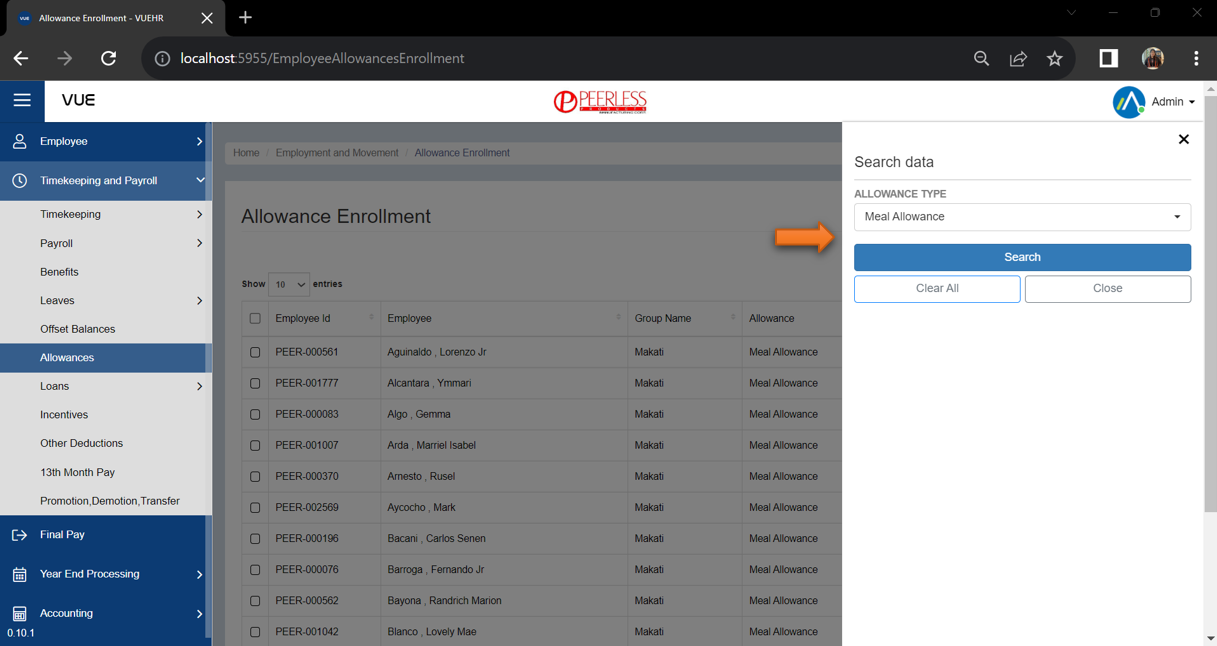 VUE Allowance Enrollment - VUEHR
localhost:5955/EmployeeAllowancesEnrollment
VUE
PEERLESS
PRODUCTS
Admin
Employee
Timekeeping and Payroll
Timekeeping
Payroll
Benefits
Leaves
Offset Balances
Allowances
Loans
Incentives
Other Deductions
13th Month Pay
Promotion,Demotion,Transfer
Final Pay
Year End Processing
Accounting
0.10.1
Home / Employment and Movement / Allowance Enrollment
Allowance Enrollment
Show 10 entries
Employee Id Employee Group Name Allowance
PEER-000561 Aguinaldo , Lorenzo Jr Makati Meal Allowance
PEER-001777 Alcantara , Ymmari Makati Meal Allowance
PEER-000083 Algo , Gemma Makati Meal Allowance
PEER-001007 Arda , Marriel Isabel Makati Meal Allowance
PEER-000370 Arnesto , Rusel Makati Meal Allowance
PEER-002569 Aycocho , Mark Makati Meal Allowance
PEER-000196 Bacani , Carlos Senen Makati Meal Allowance
PEER-000076 Barroga , Fernando Jr Makati Meal Allowance
PEER-000562 Bayona , Randrich Marion Makati Meal Allowance
PEER-001042 Blanco , Lovely Mae Makati Meal Allowance
Search data
ALLOWANCE TYPE
Meal Allowance
Search
Clear All Close